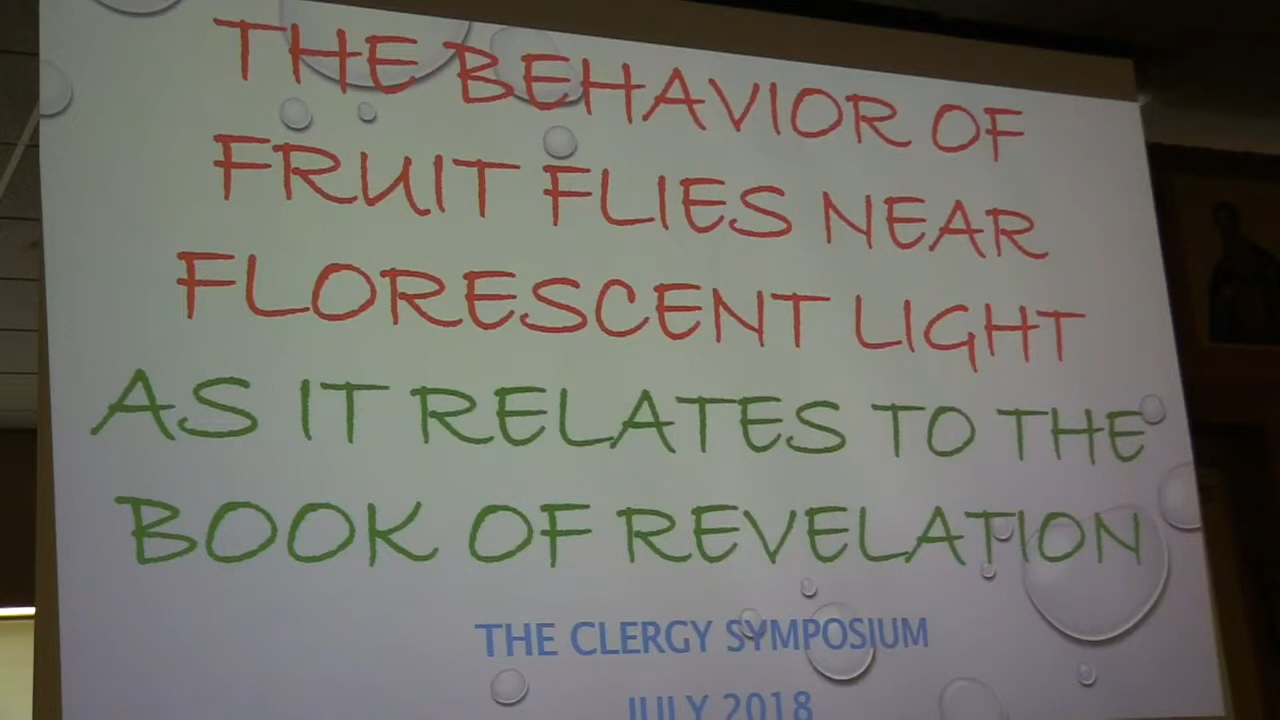 THE BEHAVIOR OF
FRUIT FLIES NEAR
FLORESCENT LIGHT
AS IT RELATES TO THE
BOOK OF REVELATION
THE CLERGY SYMPOSIUM
JULY 2018